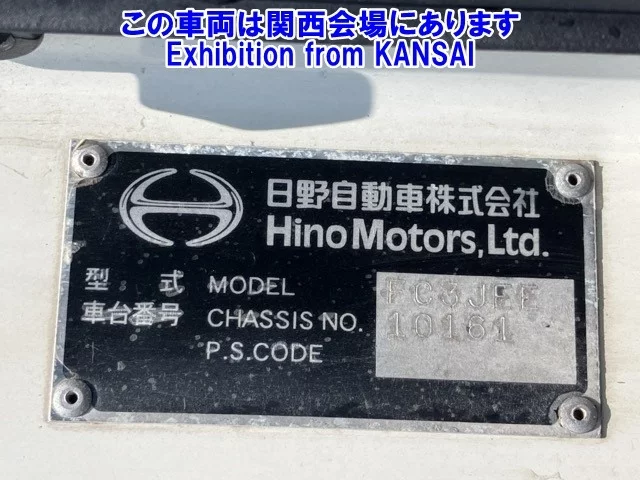 この車両は関西会場にあります
Exhibition from KANSAI
日野自動車株式会社
Hino Motors, Ltd.
型 式 MODEL FC3JEE
車台番号 CHASSIS NO. 10161
P.S.CODE